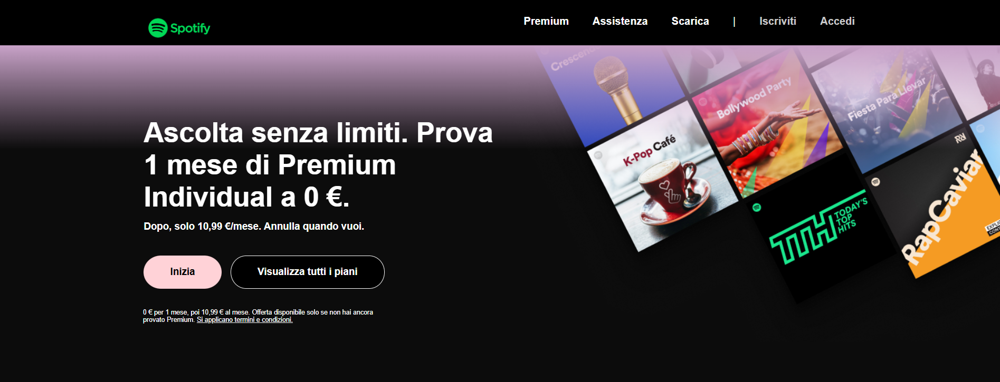 Spotify
Premium Assistenza Scarica | Iscriviti Accedi
Ascolta senza limiti. Prova
1 mese di Premium
Individual a 0 €.
Dopo, solo 10,99 €/mese. Annulla quando vuoi.
Inizia
Visualizza tutti i piani
0 € per 1 mese, poi 10,99 € al mese. Offerta disponibile solo se non hai ancora
provato Premium. Si applicano termini e condizioni.
Bollywood Party
Fiesta Para Llevar
K-Pop Café
TTH
TODAY'S
TOP
HITS
RapCaviar